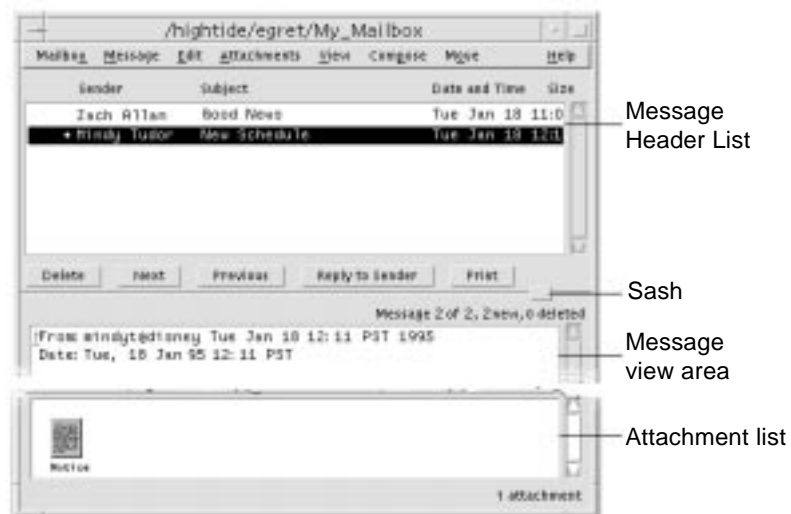 /hightide/egret/My_Mailbox
Mailbox Message Edit Attachments View Compose Move Help
Sender Subject Date and Time Size
Zach Allan Good News Tue Jan 18 11:0
+ Mindy Tudor New Schedule Tue Jan 18 12:1
Message Header List
Delete Next Previous Reply to Sender Print
Sash
Message 2 of 2, 2 new, 0 deleted
From mindyt@disney Tue Jan 18 12:11 PST 1995
Date: Tue, 18 Jan 95 12:11 PST
Message view area
Attachment list
Notice
1 attachment